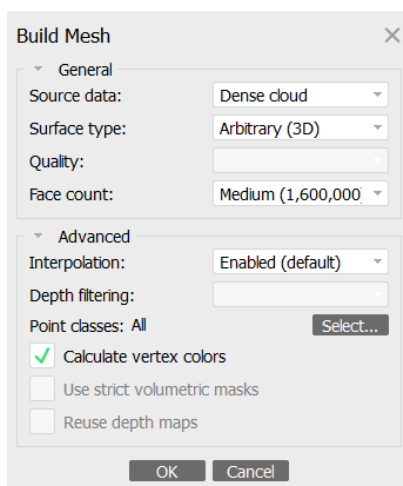 Build Mesh
General
Source data: Dense cloud
Surface type: Arbitrary (3D)
Quality:
Face count: Medium (1,600,000)
Advanced
Interpolation: Enabled (default)
Depth filtering:
Point classes: All Select...
Calculate vertex colors
Use strict volumetric masks
Reuse depth maps
OK Cancel